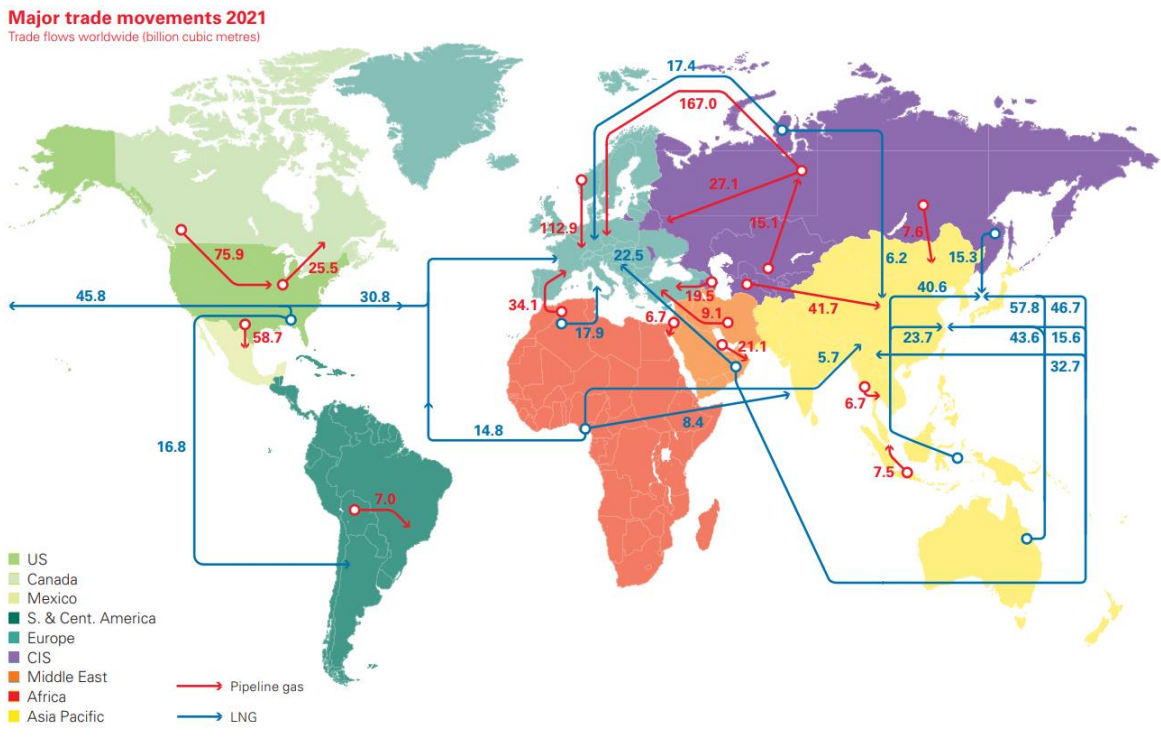 Major trade movements 2021
Trade flows worldwide (billion cubic metres)
17.4
167.0
27.1
112.9
15.1
7.6
75.9
25.5
22.5
6.2
15.3
45.8
30.8
34.1
19.5
40.6
6.7
9.1
41.7
57.8
46.7
58.7
17.9
23.7
43.6
15.6
21.1
5.7
32.7
6.7
16.8
14.8
8.4
7.5
7.0
US
Canada
Mexico
S. & Cent. America
Europe
CIS
Middle East
Africa
Asia Pacific
Pipeline gas
LNG